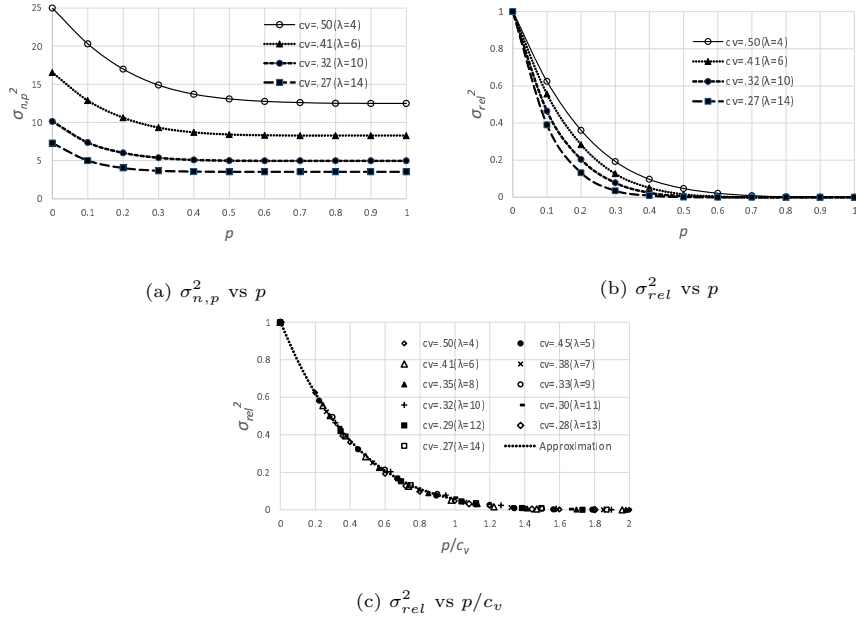 25
20
15
10
5
0
σ²n,p
cv=.50(λ=4)
cv=.41(λ=6)
cv=.32(λ=10)
cv=.27(λ=14)
0 0.1 0.2 0.3 0.4 0.5 0.6 0.7 0.8 0.9 1
p
(a) σ²n,p vs p
1
0.8
0.6
0.4
0.2
0
σrel²
cv=.50(λ=4)
cv=.41(λ=6)
cv=.32(λ=10)
cv=.27(λ=14)
0 0.1 0.2 0.3 0.4 0.5 0.6 0.7 0.8 0.9 1
p
(b) σ²rel vs p
1
0.8
0.6
0.4
0.2
0
σrel²
cv=.50(λ=4) cv=.45(λ=5)
cv=.41(λ=6) cv=.38(λ=7)
cv=.35(λ=8) cv=.33(λ=9)
cv=.32(λ=10) cv=.30(λ=11)
cv=.29(λ=12) cv=.28(λ=13)
cv=.27(λ=14) Approximation
0 0.2 0.4 0.6 0.8 1 1.2 1.4 1.6 1.8 2
p/cv
(c) σ²rel vs p/cv